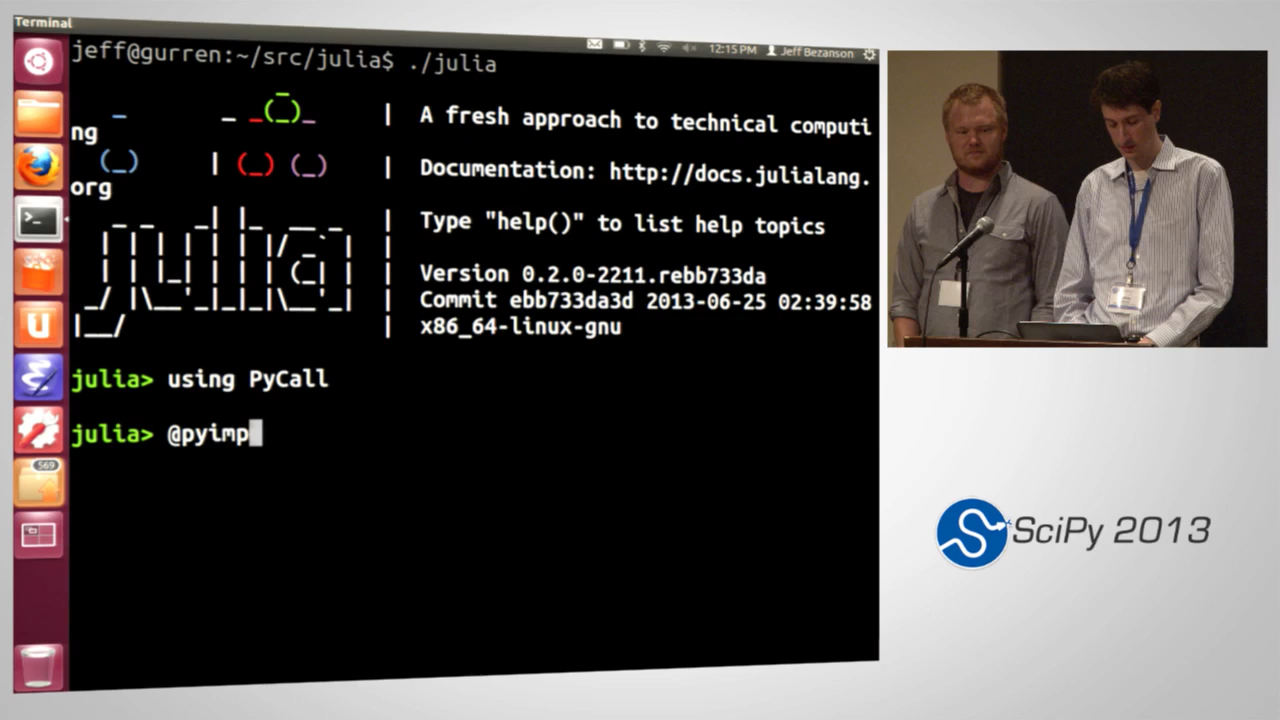 Terminal
12:15 PM Jeff Bezanson
jeff@gurren:~/src/julia$ ./julia
| A fresh approach to technical computi
ng
| Documentation: http://docs.julialang.
org
julia
| Type "help()" to list help topics
| Version 0.2.0-2211.rebb733da
| Commit ebb733da3d 2013-06-25 02:39:58
| x86_64-linux-gnu
julia> using PyCall
julia> @pyimp
569
SciPy 2013